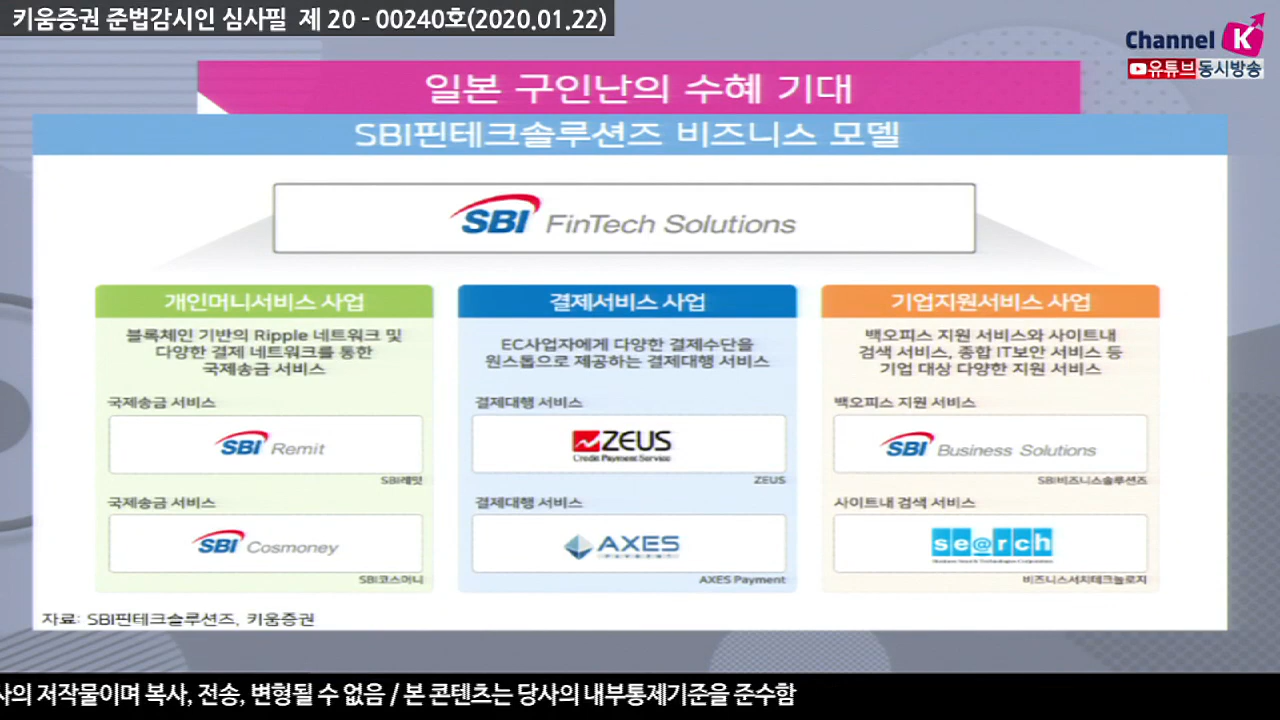 키움증권 준법감시인 심사필 제 20 - 00240호(2020.01.22)
Channel K
유튜브동시방송
일본 구인난의 수혜 기대
SBI핀테크솔루션즈 비즈니스 모델
SBI FinTech Solutions
개인머니서비스 사업
블록체인 기반의 Ripple 네트워크 및
다양한 결제 네트워크를 통한
국제송금 서비스
국제송금 서비스
SBI Remit
SBI레밋
국제송금 서비스
SBI Cosmoney
SBI코스머니
결제서비스 사업
EC사업자에게 다양한 결제수단을
원스톱으로 제공하는 결제대행 서비스
결제대행 서비스
ZEUS
Credit Payment Service
ZEUS
결제대행 서비스
AXES
PAYMENT
AXES Payment
기업지원서비스 사업
백오피스 지원 서비스와 사이트내
검색 서비스, 종합 IT보안 서비스 등
기업 대상 다양한 지원 서비스
백오피스 지원 서비스
SBI Business Solutions
SBI비즈니스솔루션즈
사이트내 검색 서비스
se@rch
비즈니스서치테크놀로지
자료: SBI핀테크솔루션즈, 키움증권
사의 저작물이며 복사, 전송, 변형될 수 없음 / 본 콘텐츠는 당사의 내부통제기준을 준수함